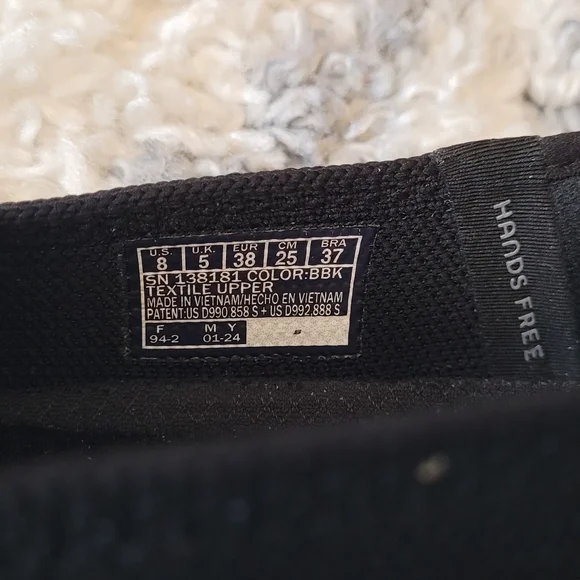 U.S. U.K. EUR CM BRA
8 5 38 25 37
SN 138181 COLOR:BBK
TEXTILE UPPER
MADE IN VIETNAM/HECHO EN VIETNAM
PATENT:US D990,858 S + US D992,888 S
F M Y
94-2 01-24
HANDS FREE